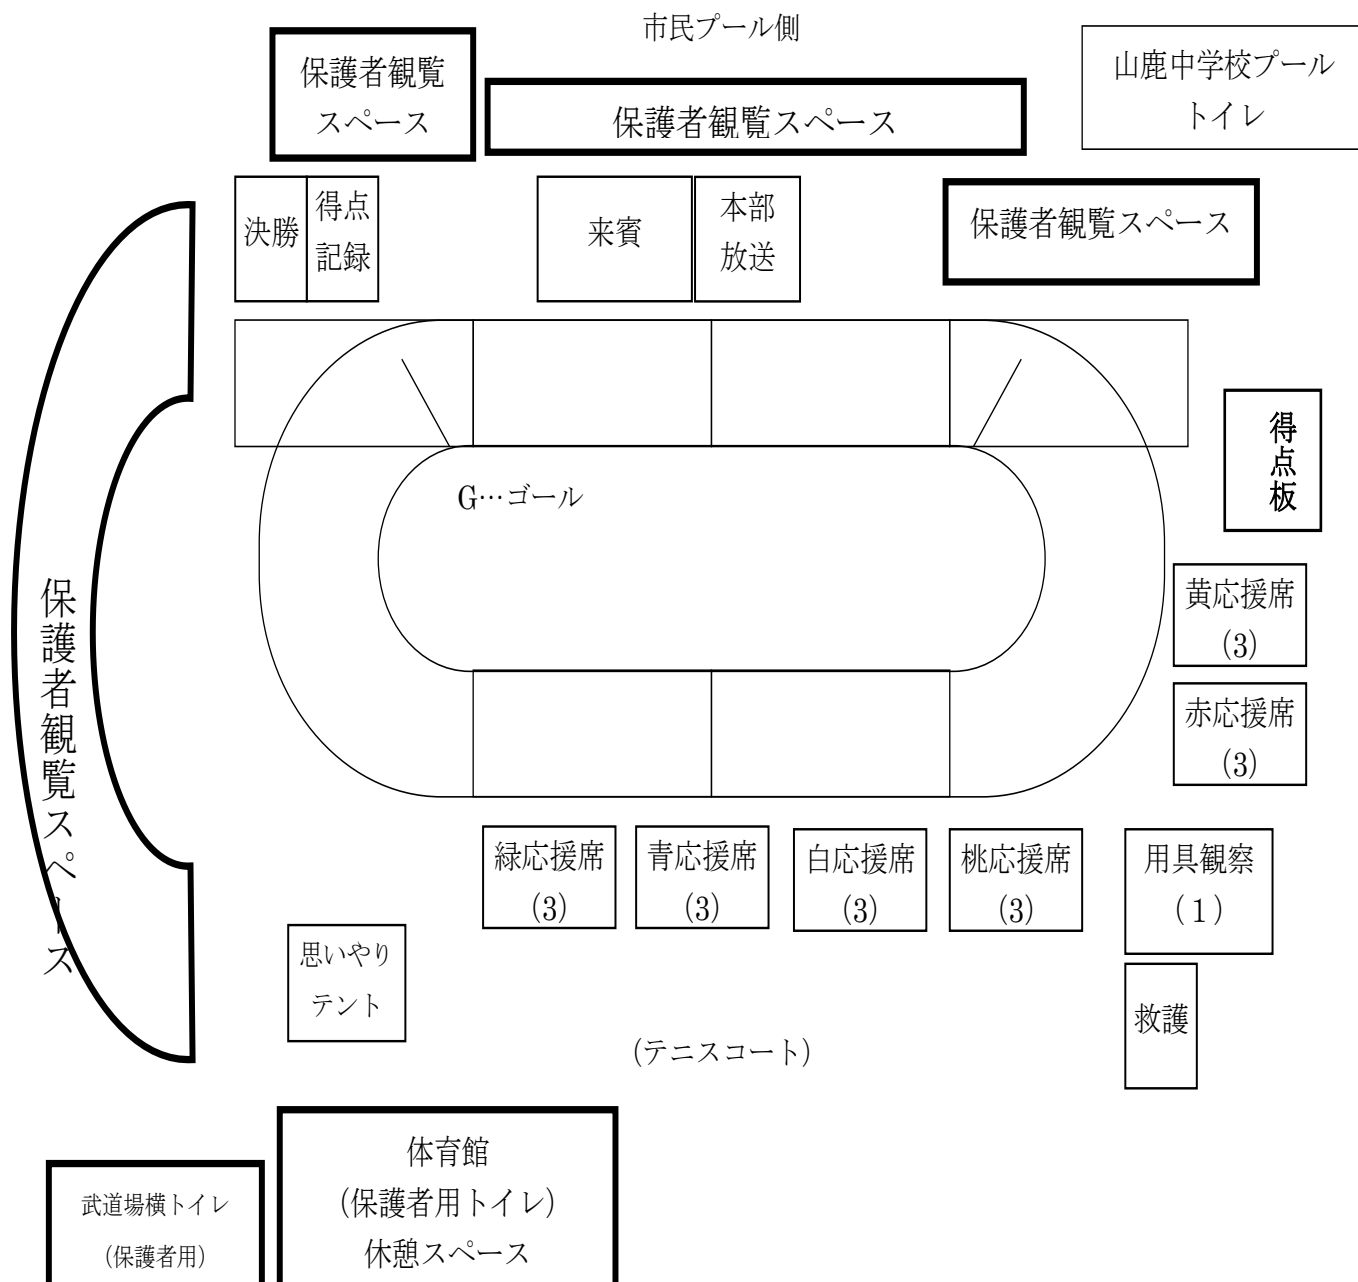 市民プール側
保護者観覧
スペース
保護者観覧スペース
山鹿中学校プール
トイレ
決勝
得点
記録
来賓
本部
放送
保護者観覧スペース
得点板
G…ゴール
保護者観覧スペース
黄応援席
(3)
赤応援席
(3)
緑応援席
(3)
青応援席
(3)
白応援席
(3)
桃応援席
(3)
用具観察
(１)
救護
思いやり
テント
(テニスコート)
体育館
(保護者用トイレ)
休憩スペース
武道場横トイレ
(保護者用)